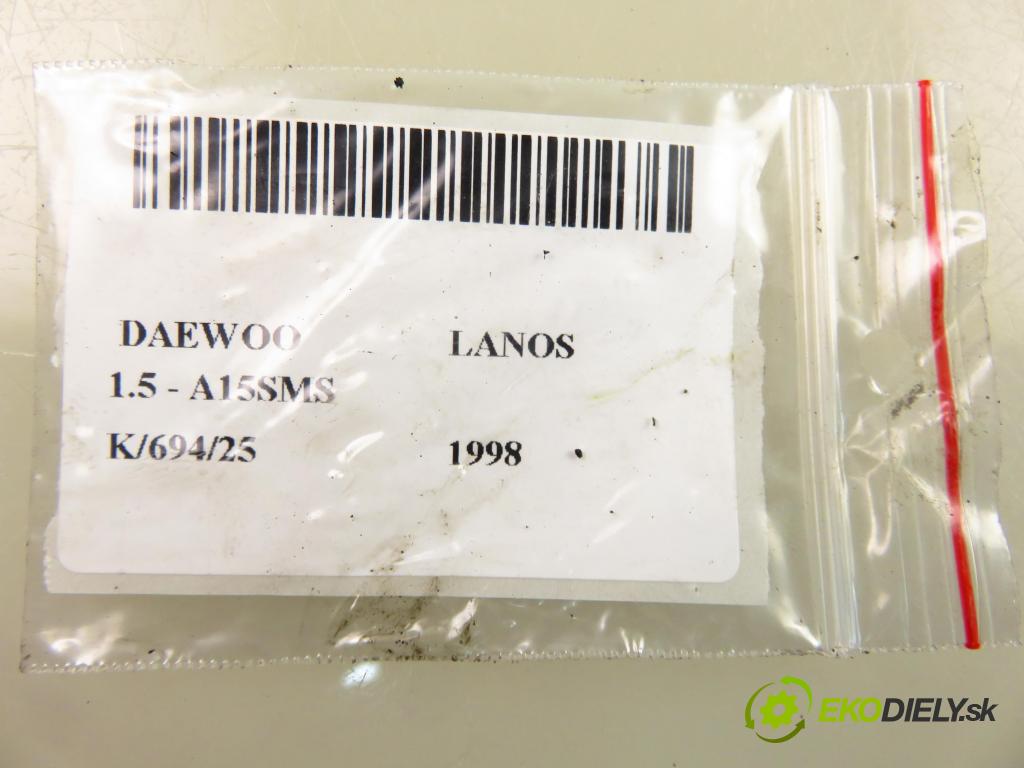 DAEWOO LANOS
1.5 - A15SMS
K/694/25 1998
EKODIELY.sk